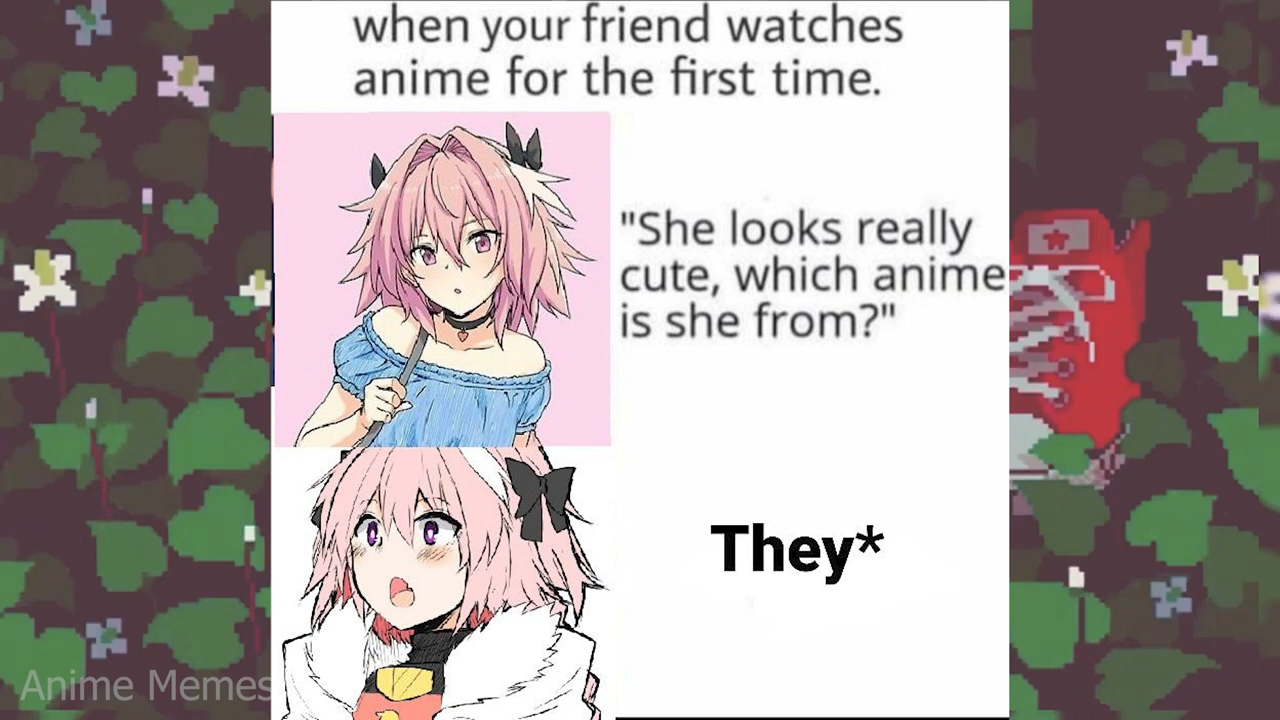 when your friend watches
anime for the first time.
"She looks really
cute, which anime
is she from?"
They*
Anime Memes